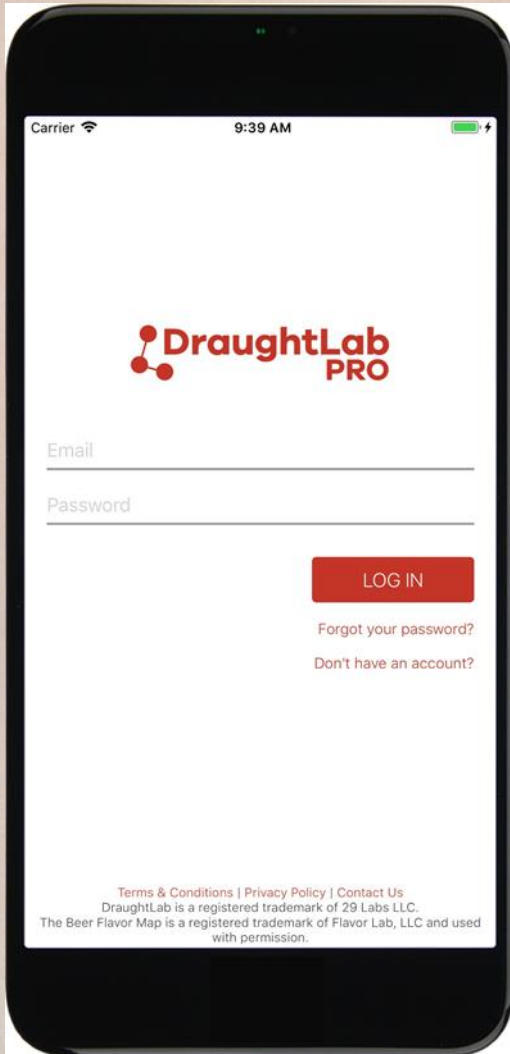 Carrier
9:39 AM
DraughtLab
PRO
Email
Password
LOG IN
Forgot your password?
Don't have an account?
Terms & Conditions | Privacy Policy | Contact Us
DraughtLab is a registered trademark of 29 Labs LLC.
The Beer Flavor Map is a registered trademark of Flavor Lab, LLC and used
with permission.